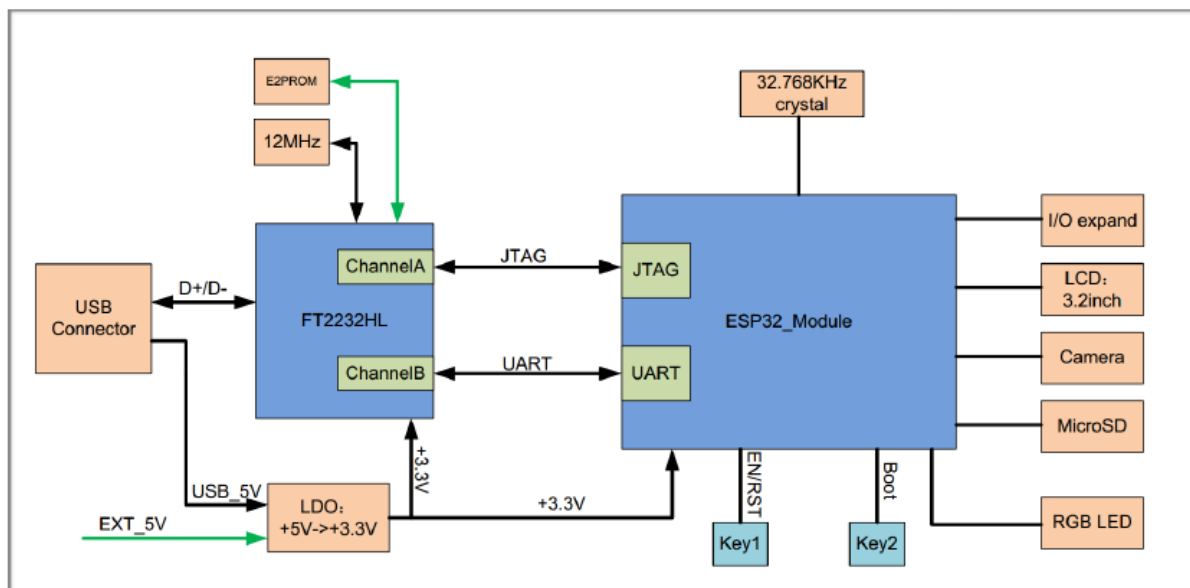 E2PROM
12MHz
32.768KHz
crystal
USB
Connector
D+/D-
FT2232HL
ChannelA
ChannelB
JTAG
UART
JTAG
UART
ESP32_Module
I/O expand
LCD：
3.2inch
Camera
MicroSD
RGB LED
EN/RST
Boot
Key1
Key2
+3.3V
+3.3V
USB_5V
EXT_5V
LDO：
+5V->+3.3V